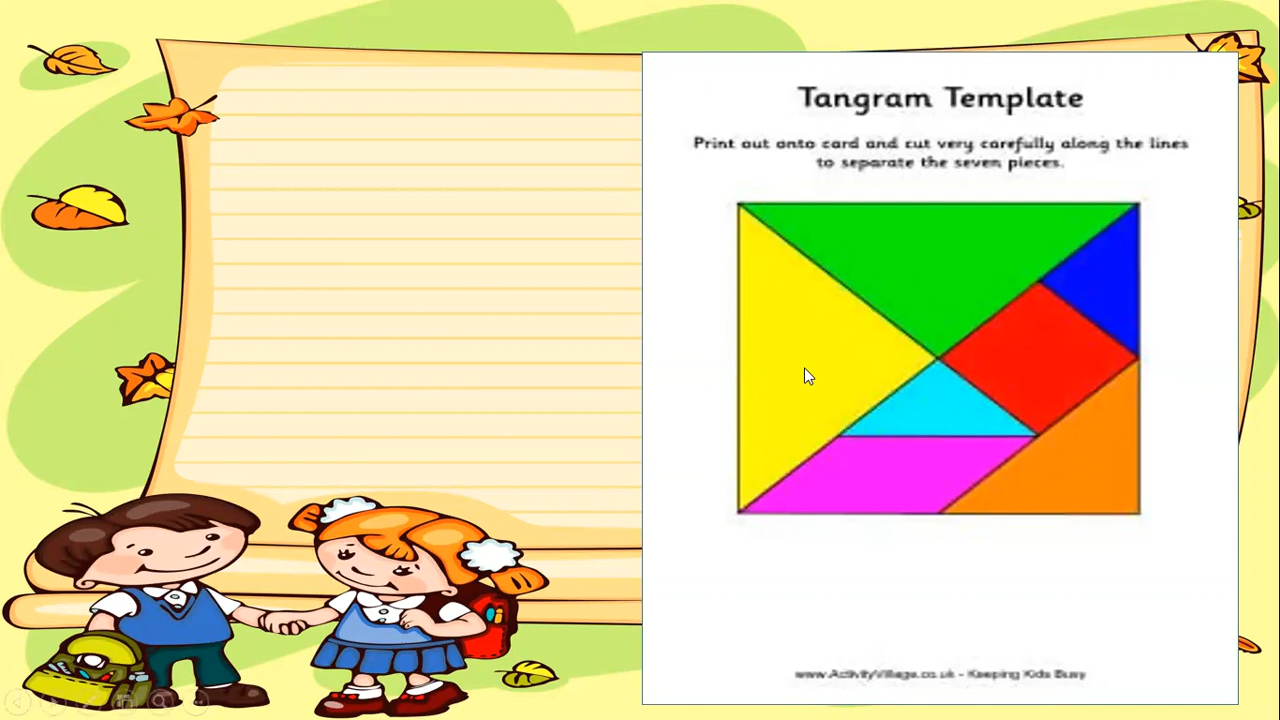 Tangram Template
Print out onto card and cut very carefully along the lines
to separate the seven pieces.
www.ActivityVillage.co.uk - Keeping Kids Busy